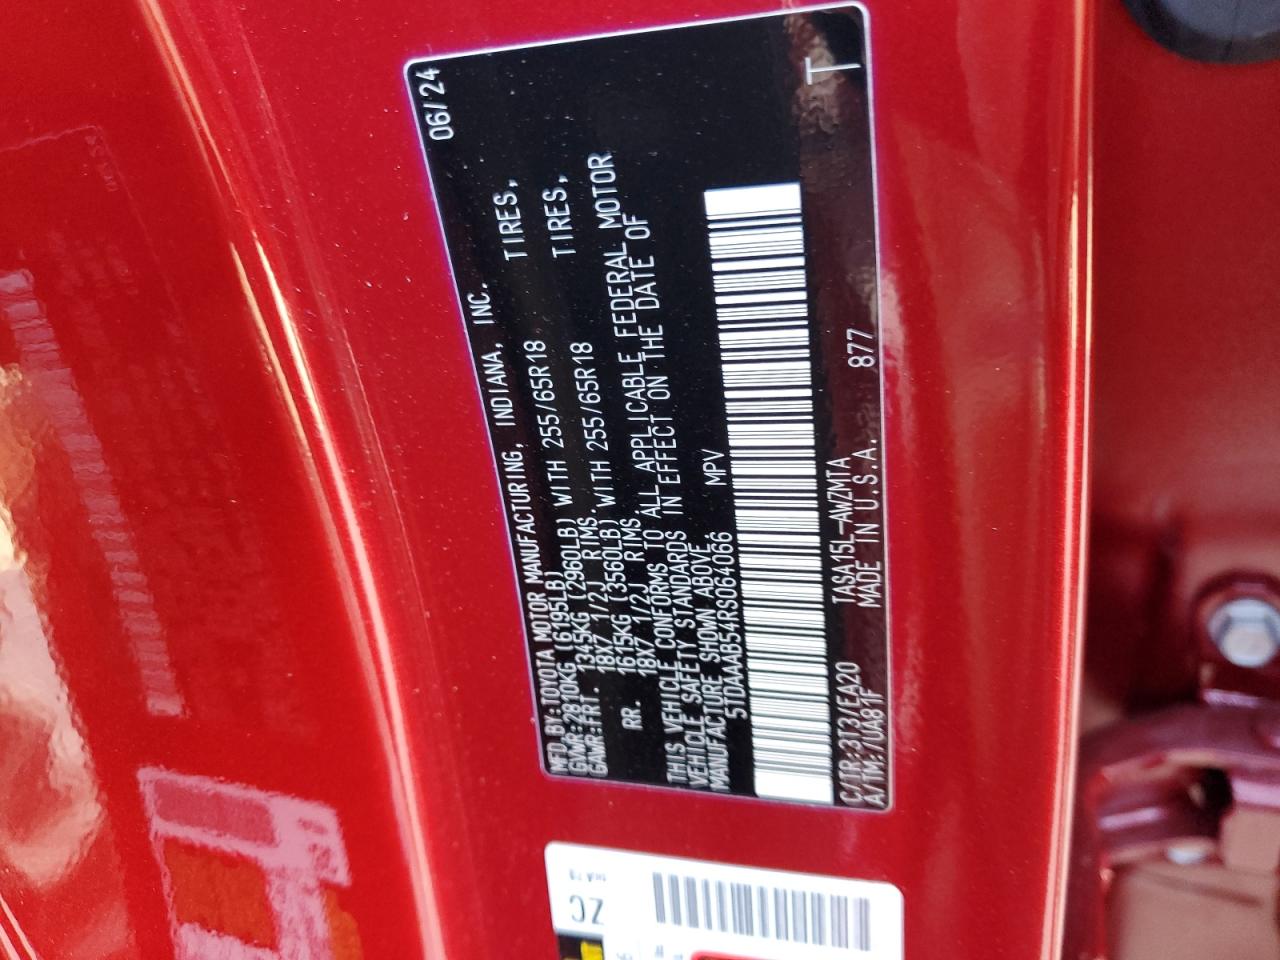 MFD.BY:TOYOTA MOTOR MANUFACTURING, INDIANA, INC. 06/24
GVWR:2810KG (6195LB)
GAWR:FRT. 1345KG (2960LB) WITH 255/65R18 TIRES,
18X7 1/2J RIMS,
RR. 1615KG (3560LB) WITH 255/65R18 TIRES,
18X7 1/2J RIMS,
THIS VEHICLE CONFORMS TO ALL APPLICABLE FEDERAL MOTOR
VEHICLE SAFETY STANDARDS IN EFFECT ON THE DATE OF
MANUFACTURE SHOWN ABOVE.
5TDAAAB54RS064066 MPV
C/TR:3T3/EA20 TASA15L-AWZMTA 877
A/TM:/UA81F MADE IN U.S.A.
T
ZC